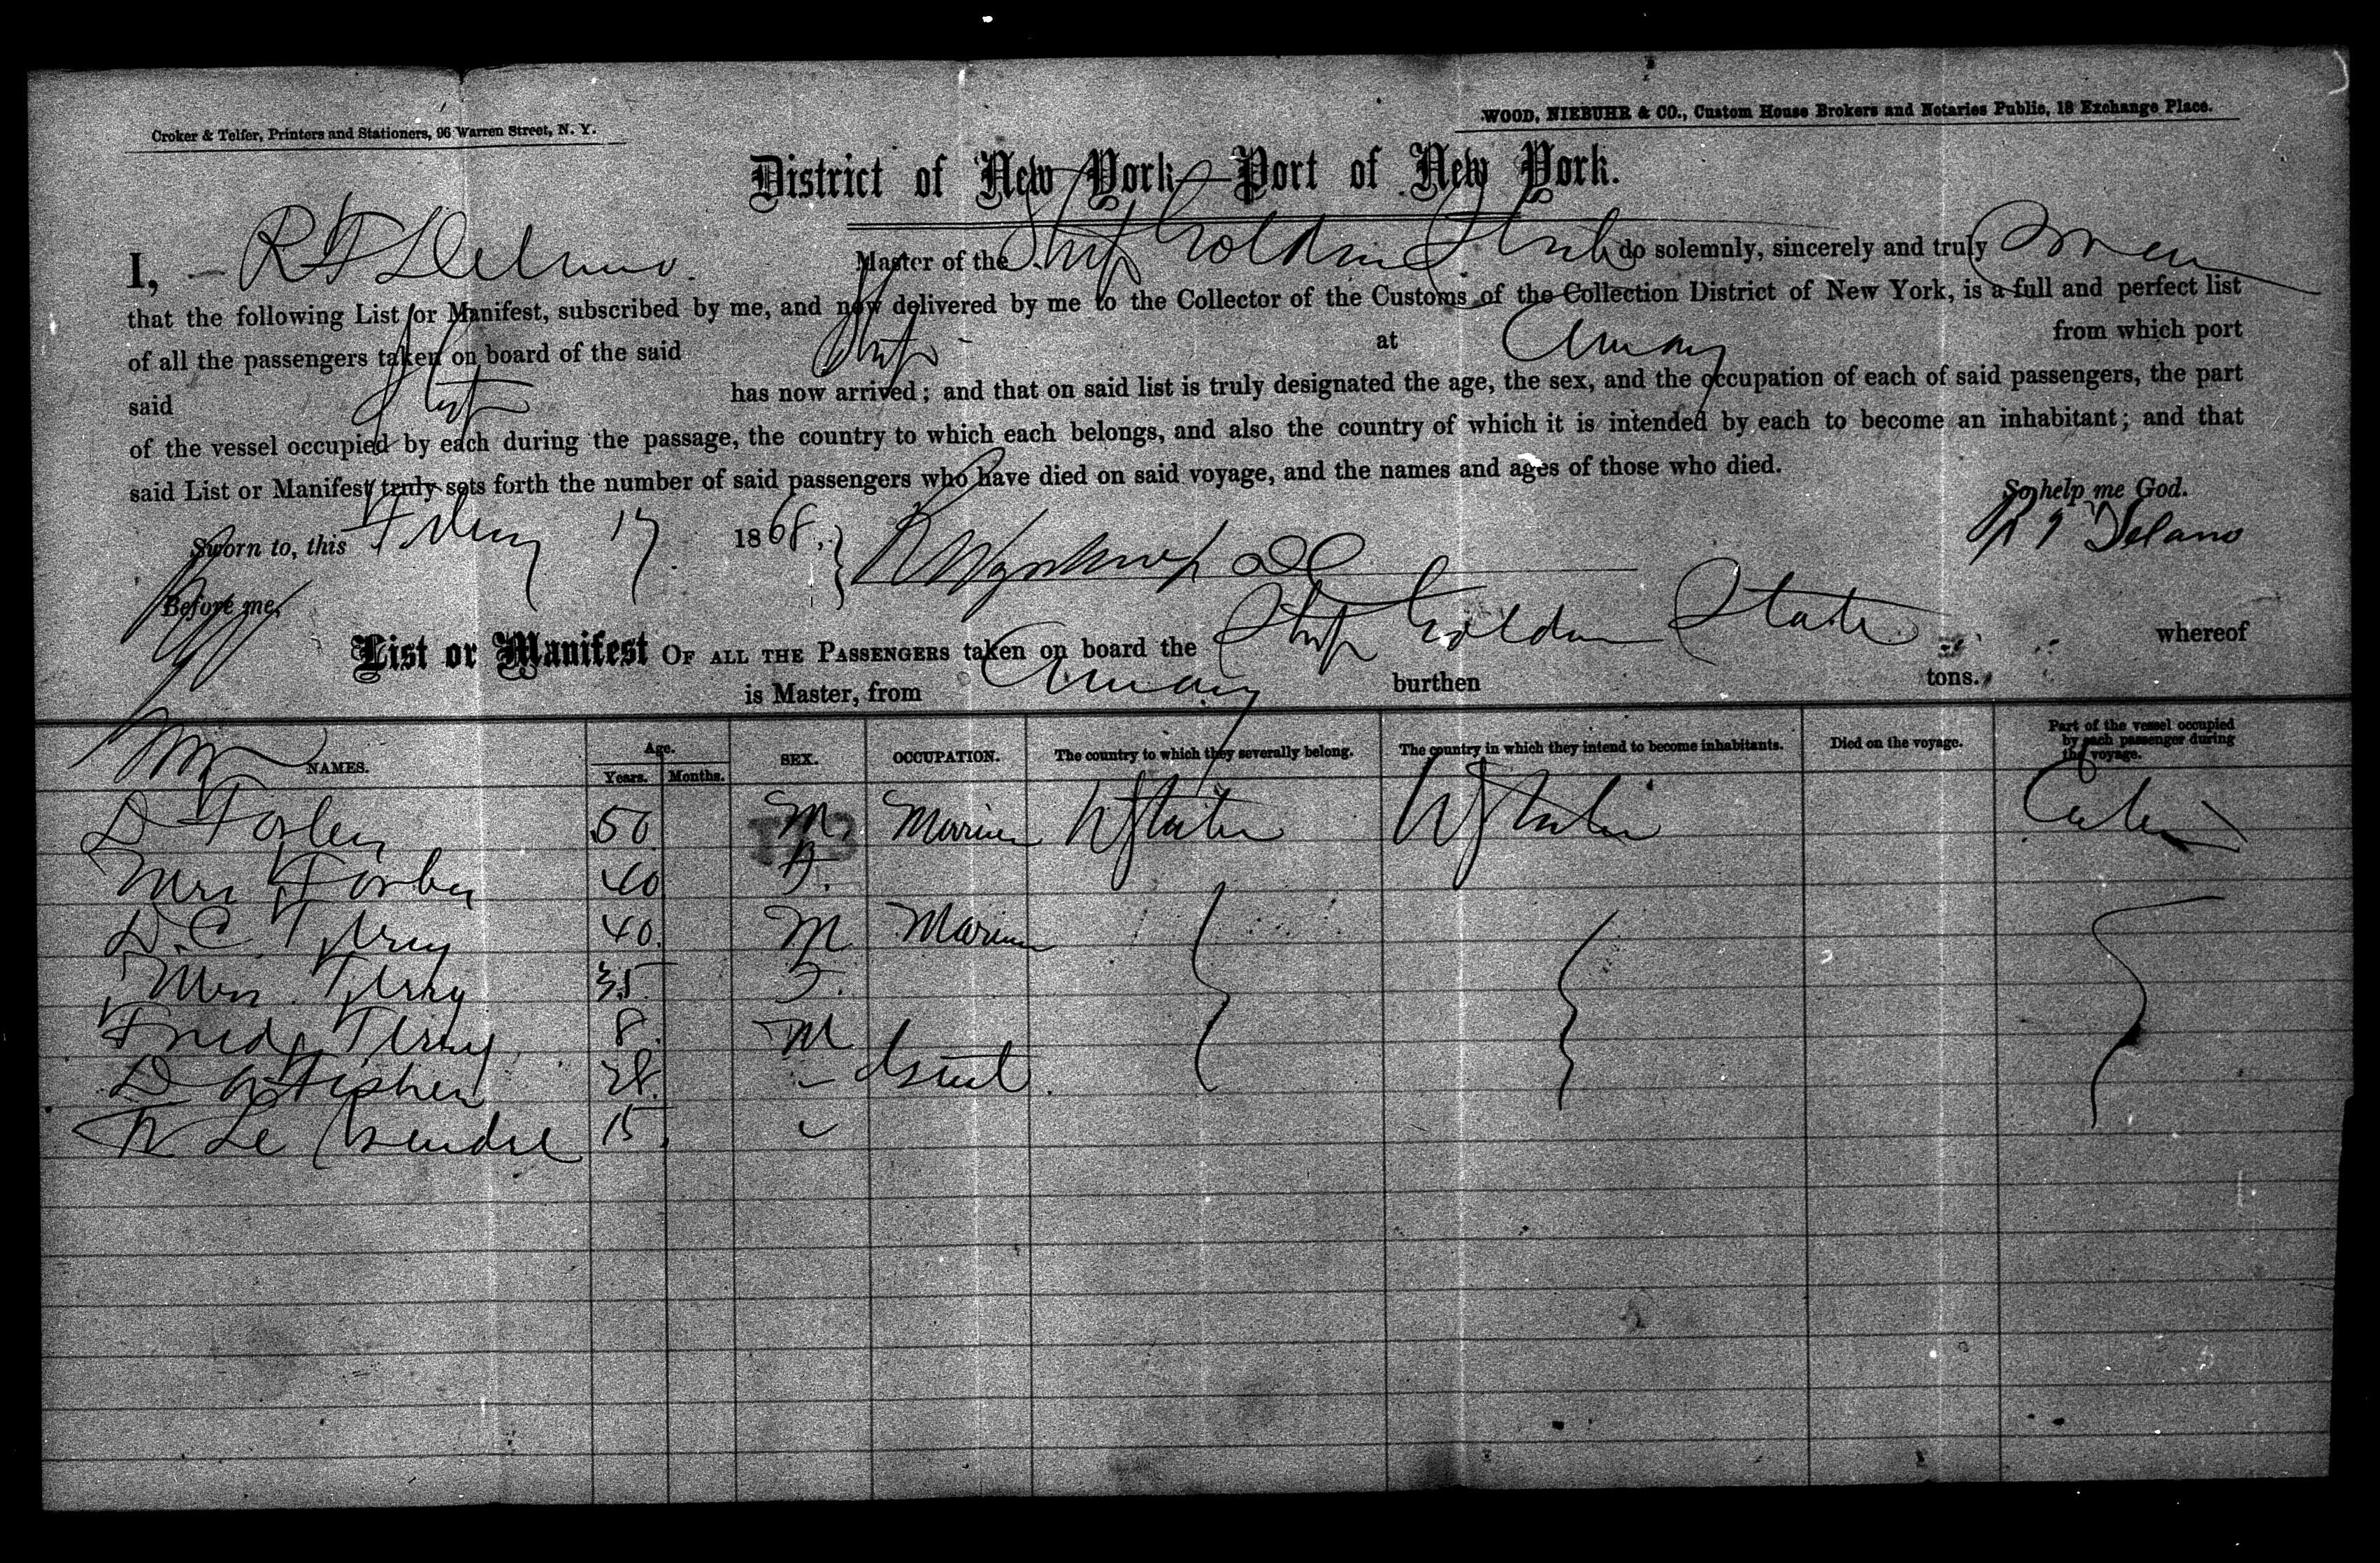 Croker & Telfer, Printers and Stationers, 96 Warren Street, N. Y.
WOOD, NIEBUHR & CO., Custom House Brokers and Notaries Public, 18 Exchange Place.
District of New York—Port of New York.
I, R F Delano Master of the Ship Golden State do solemnly, sincerely and truly swear
that the following List or Manifest, subscribed by me, and now delivered by me to the Collector of the Customs of the Collection District of New York, is a full and perfect list
of all the passengers taken on board of the said Ship at Amoy from which port
said Ship has now arrived; and that on said list is truly designated the age, the sex, and the occupation of each of said passengers, the part
of the vessel occupied by each during the passage, the country to which each belongs, and also the country of which it is intended by each to become an inhabitant; and that
said List or Manifest truly sets forth the number of said passengers who have died on said voyage, and the names and ages of those who died.
So help me God.
Sworn to, this Febry 17 1868, R F Delano
Before me,
List or Manifest OF ALL THE PASSENGERS taken on board the Ship Golden State whereof
is Master, from Amoy burthen tons.
NAMES. Age. Years. Months. SEX. OCCUPATION. The country to which they severally belong. The country in which they intend to become inhabitants. Died on the voyage. Part of the vessel occupied by each passenger during the voyage.
D 50 M. Mariner U States U States Cabin
Mrs 40 F.
D. C. 40. M Mariner
Mrs 35 F.
Fred 8. M
D Fisher 28.
Le Gendre 15